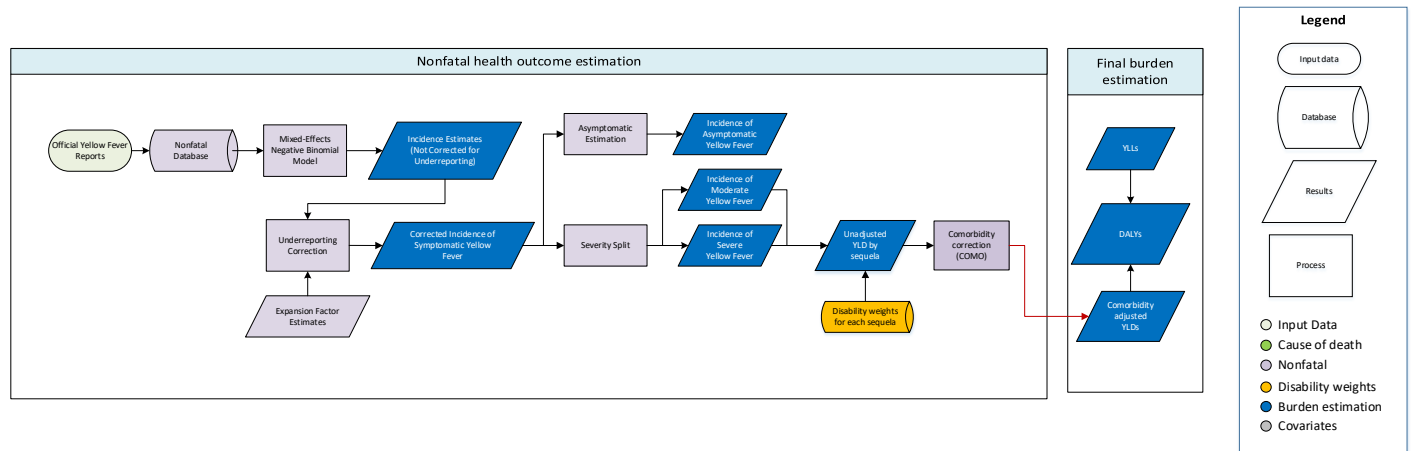 Nonfatal health outcome estimation
Official Yellow Fever
Reports
Nonfatal
Database
Mixed-Effects
Negative Binomial
Model
Incidence Estimates
(Not Corrected for
Underreporting)
Asymptomatic
Estimation
Incidence of
Asymptomatic
Yellow Fever
Incidence of
Moderate
Yellow Fever
Underreporting
Correction
Corrected Incidence of
Symptomatic Yellow
Fever
Severity Split
Incidence of
Severe
Yellow Fever
Unadjusted
YLD by
sequela
Comorbidity
correction
(COMO)
Expansion Factor
Estimates
Disability weights
for each sequela
Final burden
estimation
YLLs
DALYs
Comorbidity
adjusted
YLDs
Legend
Input data
Database
Results
Process
Input Data
Cause of death
Nonfatal
Disability weights
Burden estimation
Covariates